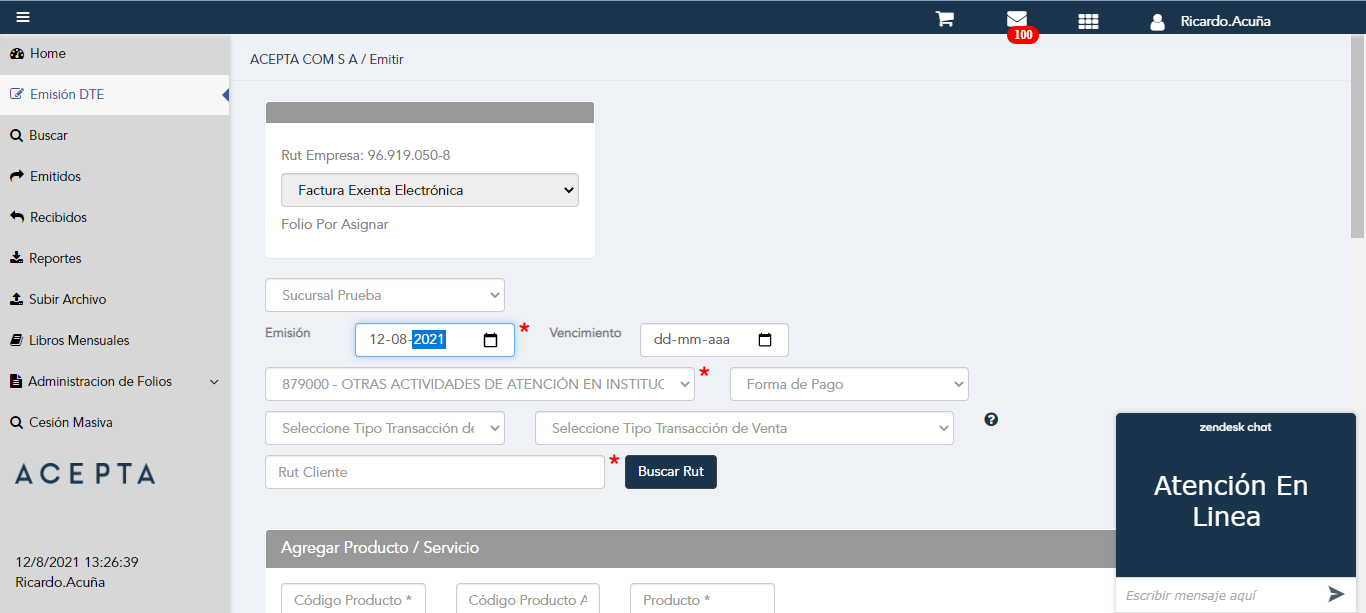 100
Ricardo.Acuña
Home
Emisión DTE
Buscar
Emitidos
Recibidos
Reportes
Subir Archivo
Libros Mensuales
Administracion de Folios
Cesión Masiva
ACEPTA
12/8/2021 13:26:39
Ricardo.Acuña
ACEPTA COM S A / Emitir
Rut Empresa: 96.919.050-8
Factura Exenta Electrónica
Folio Por Asignar
Sucursal Prueba
Emisión 12-08-2021 * Vencimiento dd-mm-aaa
879000 - OTRAS ACTIVIDADES DE ATENCIÓN EN INSTITUC * Forma de Pago
Seleccione Tipo Transacción de Seleccione Tipo Transacción de Venta ?
Rut Cliente * Buscar Rut
Agregar Producto / Servicio
Código Producto * Código Producto A Producto *
zendesk chat
Atención En
Linea
Escribir mensaje aquí